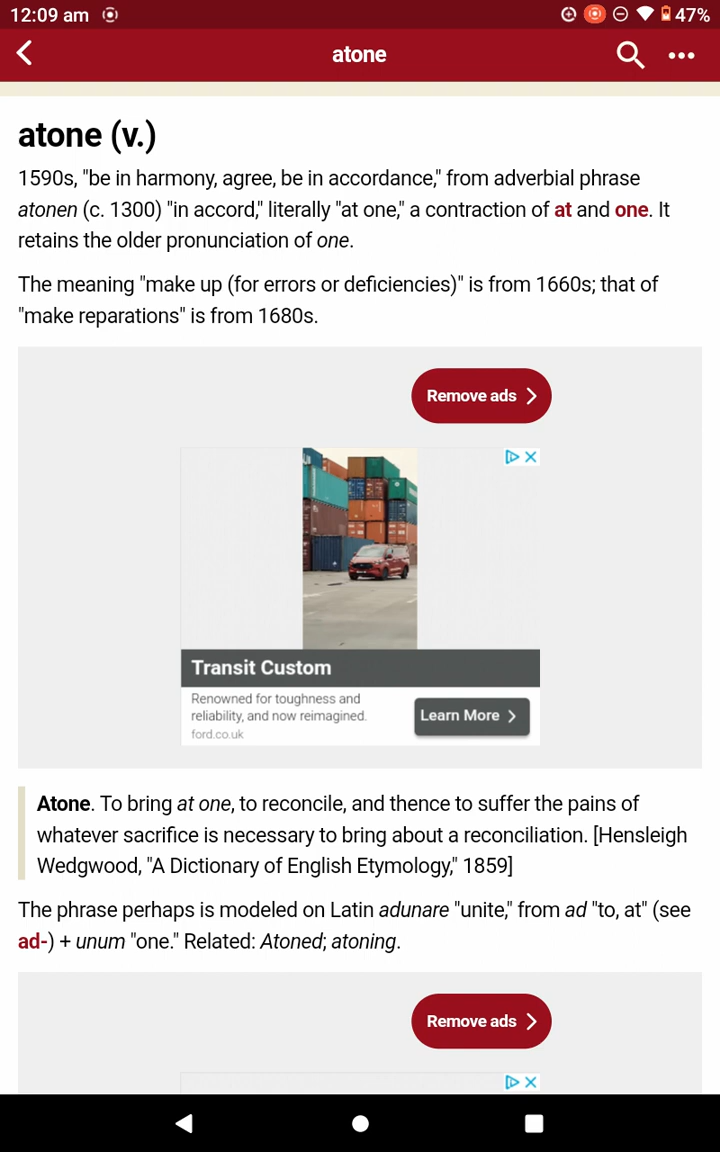 12:09 am
47%
atone
atone (v.)
1590s, "be in harmony, agree, be in accordance," from adverbial phrase
atonen (c. 1300) "in accord," literally "at one," a contraction of at and one. It
retains the older pronunciation of one.
The meaning "make up (for errors or deficiencies)" is from 1660s; that of
"make reparations" is from 1680s.
Remove ads
Transit Custom
Renowned for toughness and
reliability, and now reimagined.
ford.co.uk
Learn More
Atone. To bring at one, to reconcile, and thence to suffer the pains of
whatever sacrifice is necessary to bring about a reconciliation. [Hensleigh
Wedgwood, "A Dictionary of English Etymology," 1859]
The phrase perhaps is modeled on Latin adunare "unite," from ad "to, at" (see
ad-) + unum "one." Related: Atoned; atoning.
Remove ads